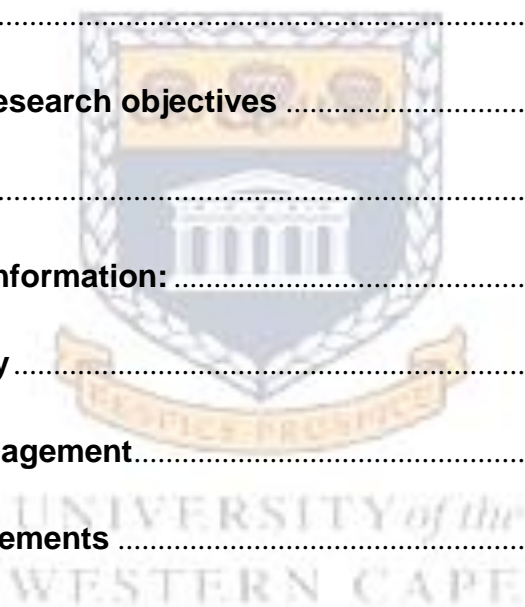 ................................................................
esearch objectives ................................
................................................................
nformation: ................................................
y ................................................................
agement................................................
UNIVERSITY of the
ements ................................................
WESTERN CAPE